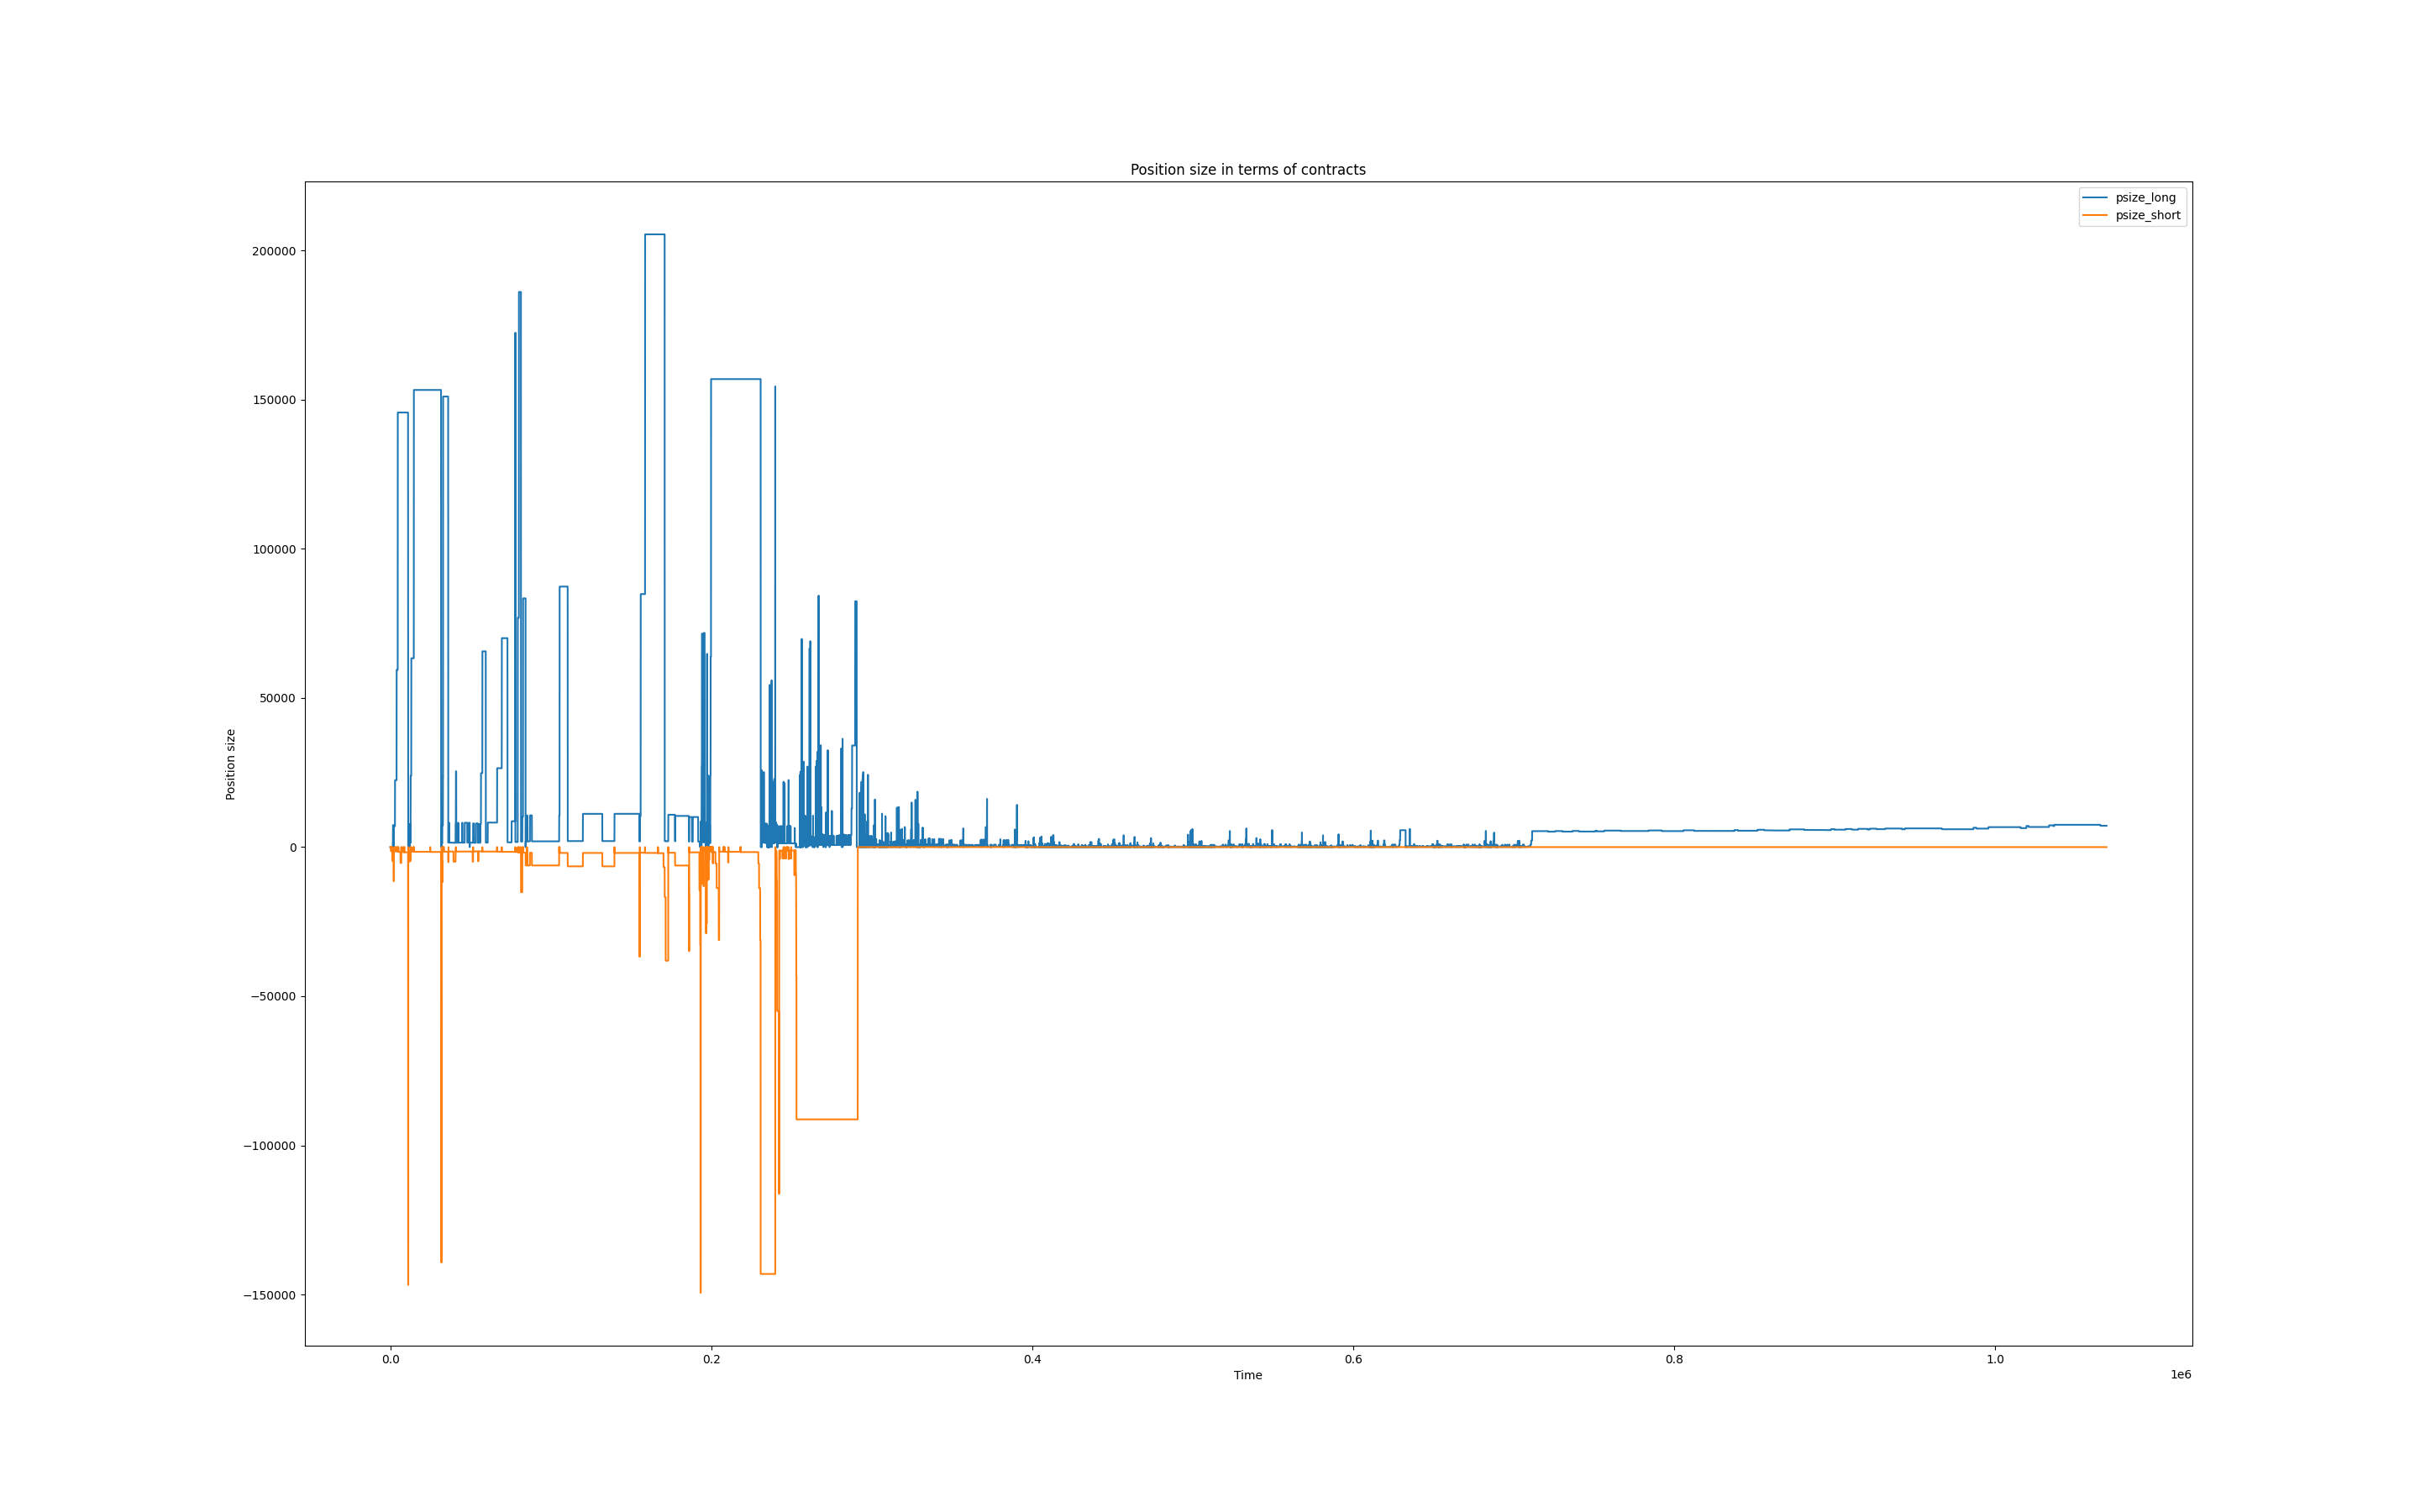 Position size in terms of contracts
psize_long
psize_short
200000
150000
100000
50000
0
−50000
−100000
−150000
Position size
0.0 0.2 0.4 0.6 0.8 1.0
Time
1e6